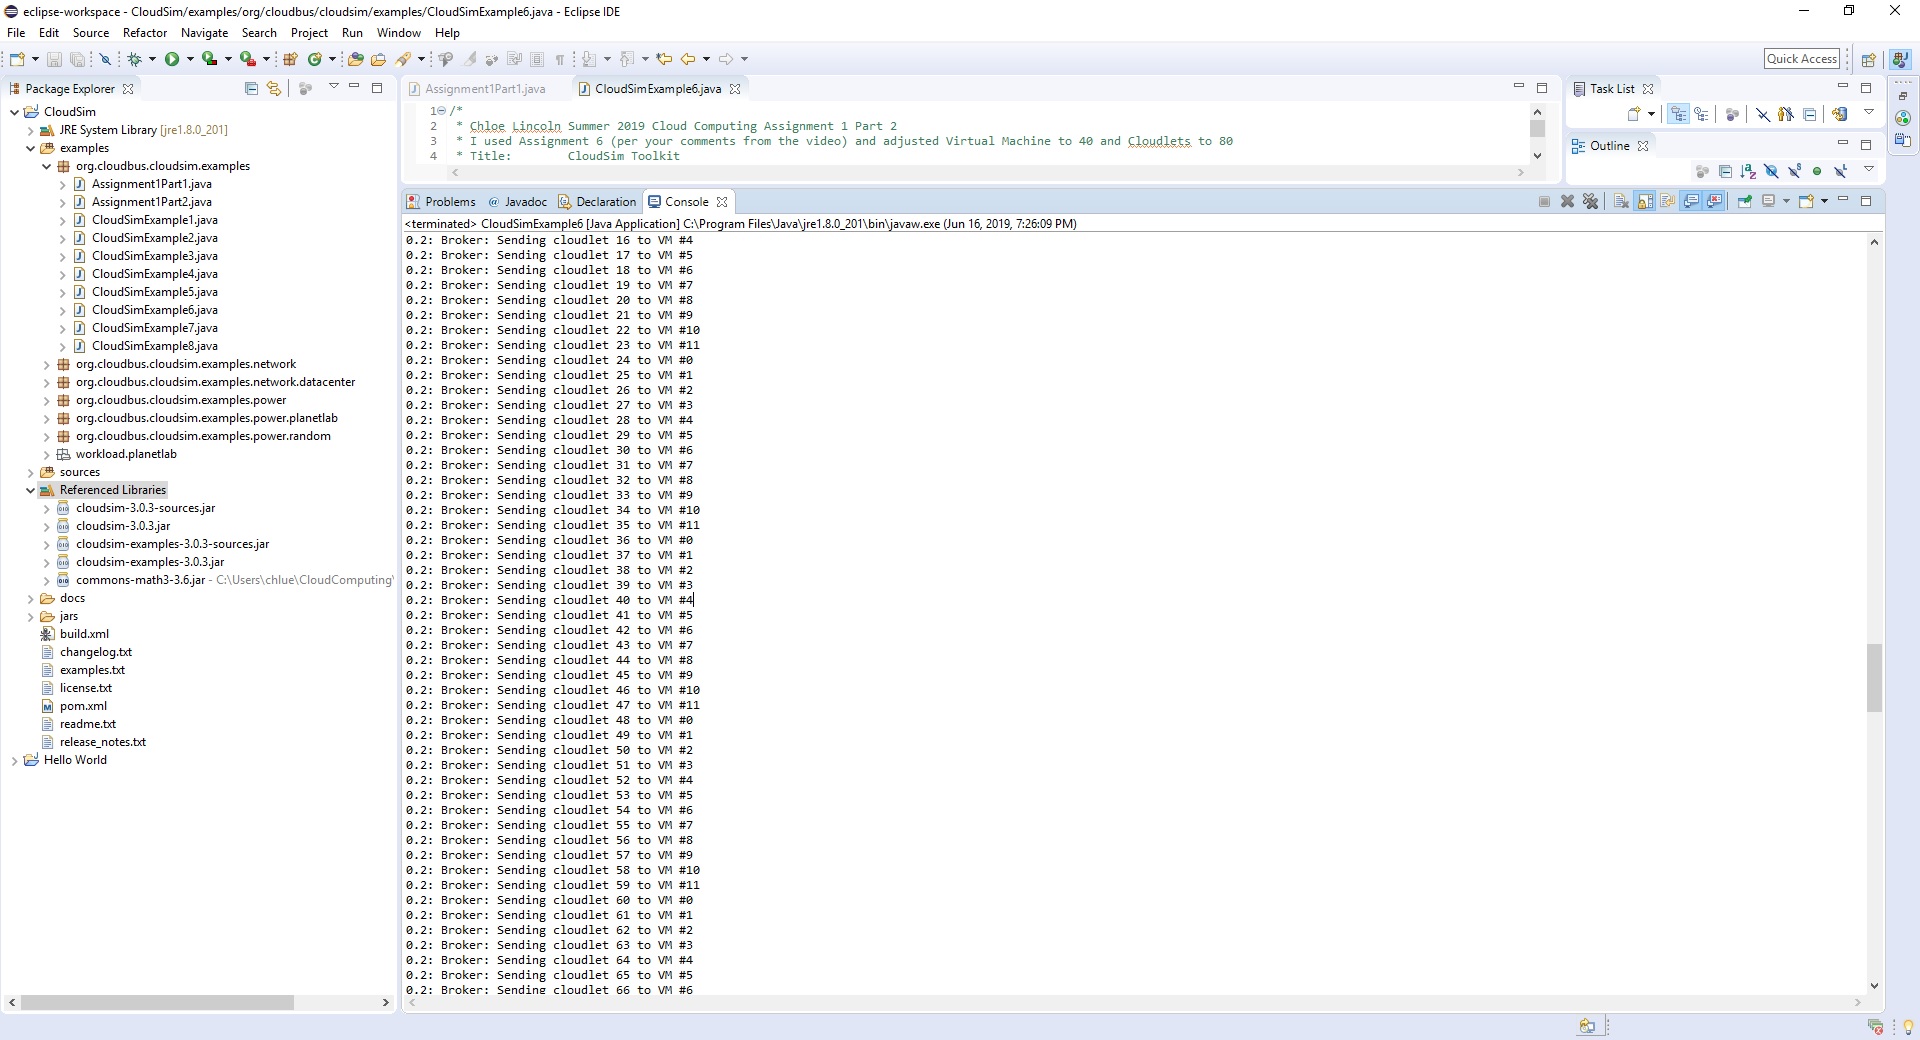 eclipse-workspace - CloudSim/examples/org/cloudbus/cloudsim/examples/CloudSimExample6.java - Eclipse IDE
File Edit Source Refactor Navigate Search Project Run Window Help
Quick Access
Package Explorer
CloudSim
JRE System Library [jre1.8.0_201]
examples
org.cloudbus.cloudsim.examples
Assignment1Part1.java
Assignment1Part2.java
CloudSimExample1.java
CloudSimExample2.java
CloudSimExample3.java
CloudSimExample4.java
CloudSimExample5.java
CloudSimExample6.java
CloudSimExample7.java
CloudSimExample8.java
org.cloudbus.cloudsim.examples.network
org.cloudbus.cloudsim.examples.network.datacenter
org.cloudbus.cloudsim.examples.power
org.cloudbus.cloudsim.examples.power.planetlab
org.cloudbus.cloudsim.examples.power.random
workload.planetlab
sources
Referenced Libraries
cloudsim-3.0.3-sources.jar
cloudsim-3.0.3.jar
cloudsim-examples-3.0.3-sources.jar
cloudsim-examples-3.0.3.jar
commons-math3-3.6.jar - C:\Users\chlue\CloudComputing\
docs
jars
build.xml
changelog.txt
examples.txt
license.txt
pom.xml
readme.txt
release_notes.txt
Hello World
Assignment1Part1.java CloudSimExample6.java
1 /*
2 * Chloe Lincoln Summer 2019 Cloud Computing Assignment 1 Part 2
3 * I used Assignment 6 (per your comments from the video) and adjusted Virtual Machine to 40 and Cloudlets to 80
4 * Title: CloudSim Toolkit
Task List
Outline
Problems @ Javadoc Declaration Console
<terminated> CloudSimExample6 [Java Application] C:\Program Files\Java\jre1.8.0_201\bin\javaw.exe (Jun 16, 2019, 7:26:09 PM)
0.2: Broker: Sending cloudlet 16 to VM #4
0.2: Broker: Sending cloudlet 17 to VM #5
0.2: Broker: Sending cloudlet 18 to VM #6
0.2: Broker: Sending cloudlet 19 to VM #7
0.2: Broker: Sending cloudlet 20 to VM #8
0.2: Broker: Sending cloudlet 21 to VM #9
0.2: Broker: Sending cloudlet 22 to VM #10
0.2: Broker: Sending cloudlet 23 to VM #11
0.2: Broker: Sending cloudlet 24 to VM #0
0.2: Broker: Sending cloudlet 25 to VM #1
0.2: Broker: Sending cloudlet 26 to VM #2
0.2: Broker: Sending cloudlet 27 to VM #3
0.2: Broker: Sending cloudlet 28 to VM #4
0.2: Broker: Sending cloudlet 29 to VM #5
0.2: Broker: Sending cloudlet 30 to VM #6
0.2: Broker: Sending cloudlet 31 to VM #7
0.2: Broker: Sending cloudlet 32 to VM #8
0.2: Broker: Sending cloudlet 33 to VM #9
0.2: Broker: Sending cloudlet 34 to VM #10
0.2: Broker: Sending cloudlet 35 to VM #11
0.2: Broker: Sending cloudlet 36 to VM #0
0.2: Broker: Sending cloudlet 37 to VM #1
0.2: Broker: Sending cloudlet 38 to VM #2
0.2: Broker: Sending cloudlet 39 to VM #3
0.2: Broker: Sending cloudlet 40 to VM #4
0.2: Broker: Sending cloudlet 41 to VM #5
0.2: Broker: Sending cloudlet 42 to VM #6
0.2: Broker: Sending cloudlet 43 to VM #7
0.2: Broker: Sending cloudlet 44 to VM #8
0.2: Broker: Sending cloudlet 45 to VM #9
0.2: Broker: Sending cloudlet 46 to VM #10
0.2: Broker: Sending cloudlet 47 to VM #11
0.2: Broker: Sending cloudlet 48 to VM #0
0.2: Broker: Sending cloudlet 49 to VM #1
0.2: Broker: Sending cloudlet 50 to VM #2
0.2: Broker: Sending cloudlet 51 to VM #3
0.2: Broker: Sending cloudlet 52 to VM #4
0.2: Broker: Sending cloudlet 53 to VM #5
0.2: Broker: Sending cloudlet 54 to VM #6
0.2: Broker: Sending cloudlet 55 to VM #7
0.2: Broker: Sending cloudlet 56 to VM #8
0.2: Broker: Sending cloudlet 57 to VM #9
0.2: Broker: Sending cloudlet 58 to VM #10
0.2: Broker: Sending cloudlet 59 to VM #11
0.2: Broker: Sending cloudlet 60 to VM #0
0.2: Broker: Sending cloudlet 61 to VM #1
0.2: Broker: Sending cloudlet 62 to VM #2
0.2: Broker: Sending cloudlet 63 to VM #3
0.2: Broker: Sending cloudlet 64 to VM #4
0.2: Broker: Sending cloudlet 65 to VM #5
0.2: Broker: Sending cloudlet 66 to VM #6